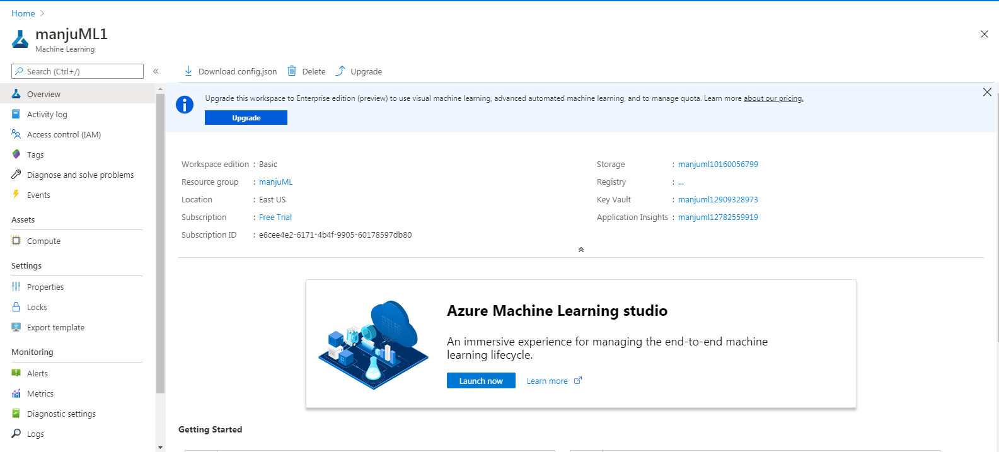 Home
manjuML1
Machine Learning
Search (Ctrl+/)
Download config.json Delete Upgrade
Overview
Activity log
Access control (IAM)
Tags
Diagnose and solve problems
Events
Assets
Compute
Settings
Properties
Locks
Export template
Monitoring
Alerts
Metrics
Diagnostic settings
Logs
Upgrade this workspace to Enterprise edition (preview) to use visual machine learning, advanced automated machine learning, and to manage quota. Learn more about our pricing.
Upgrade
Workspace edition : Basic
Resource group : manjuML
Location : East US
Subscription : Free Trial
Subscription ID : e6cee4e2-6171-4b4f-9905-60178597db80
Storage : manjuml10160056799
Registry : ...
Key Vault : manjuml12909328973
Application Insights : manjuml12782559919
Azure Machine Learning studio
An immersive experience for managing the end-to-end machine
learning lifecycle.
Launch now Learn more
Getting Started